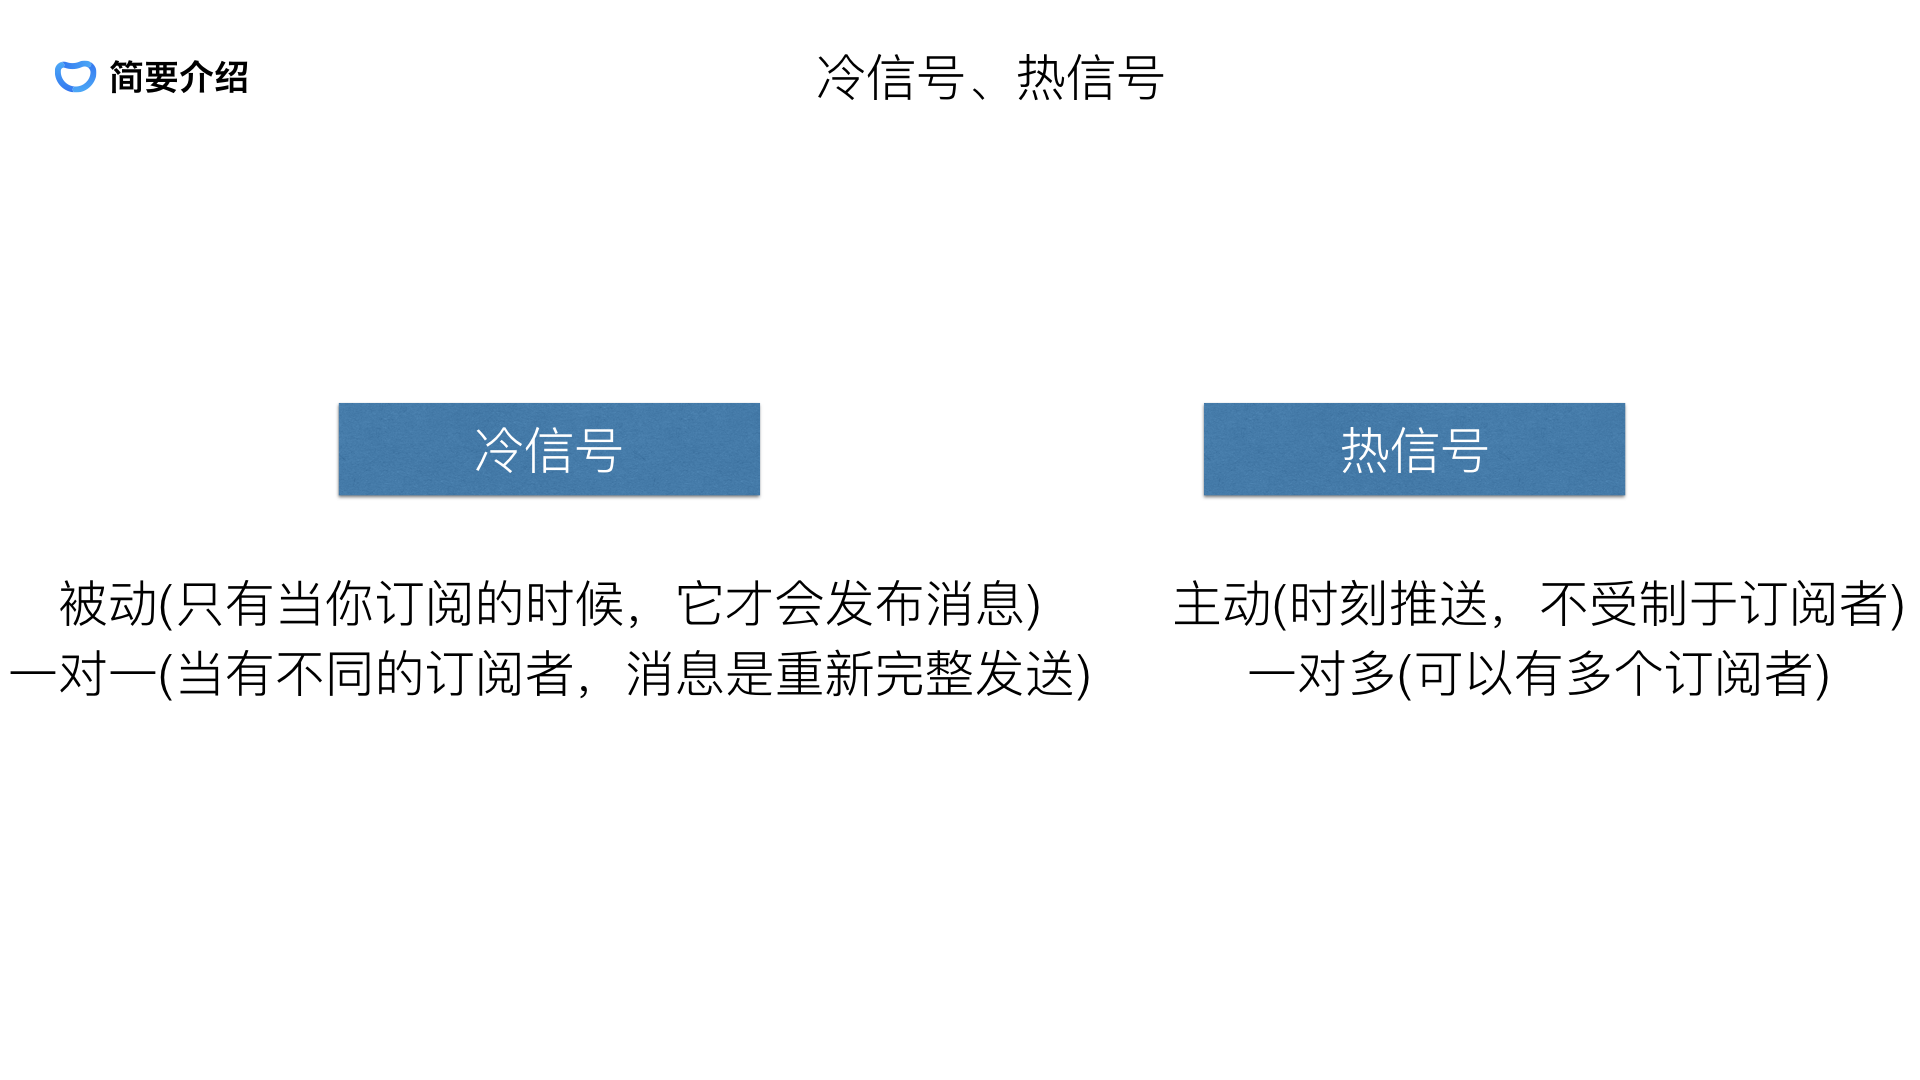 简要介绍
冷信号、热信号
冷信号
被动(只有当你订阅的时候，它才会发布消息)
一对一(当有不同的订阅者，消息是重新完整发送)
热信号
主动(时刻推送，不受制于订阅者)
一对多(可以有多个订阅者)